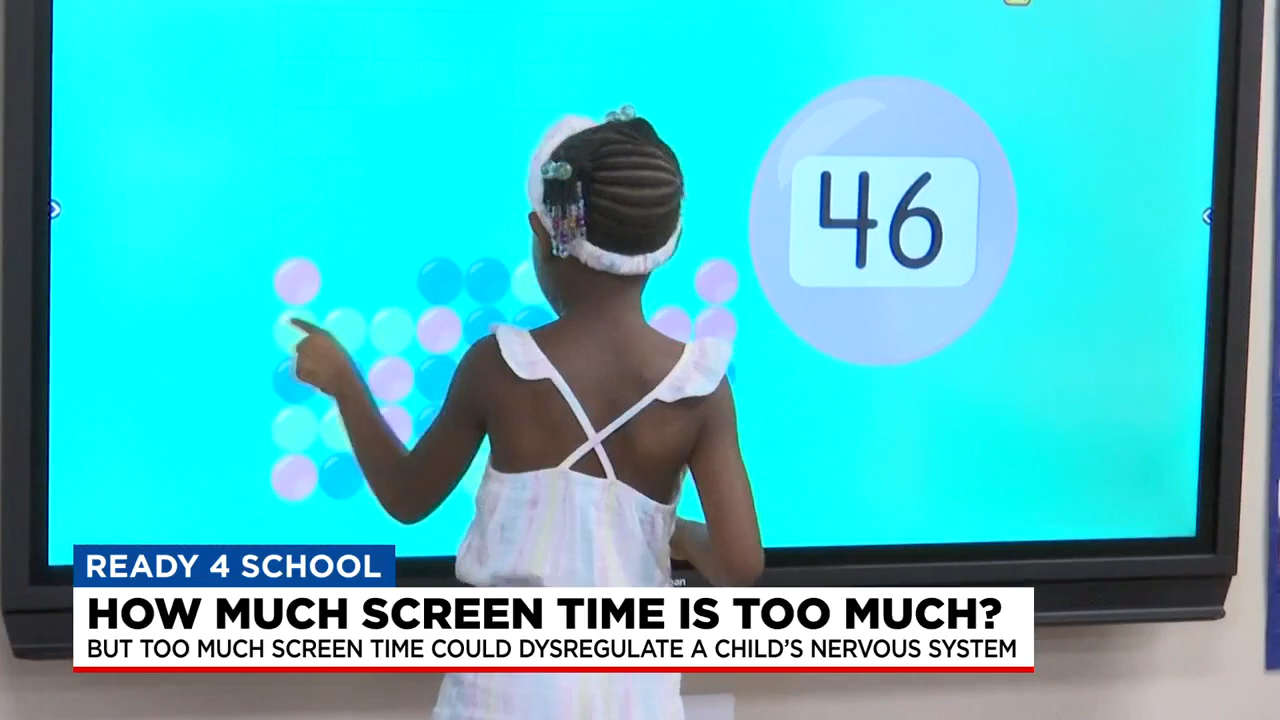 46
READY 4 SCHOOL
HOW MUCH SCREEN TIME IS TOO MUCH?
BUT TOO MUCH SCREEN TIME COULD DYSREGULATE A CHILD'S NERVOUS SYSTEM